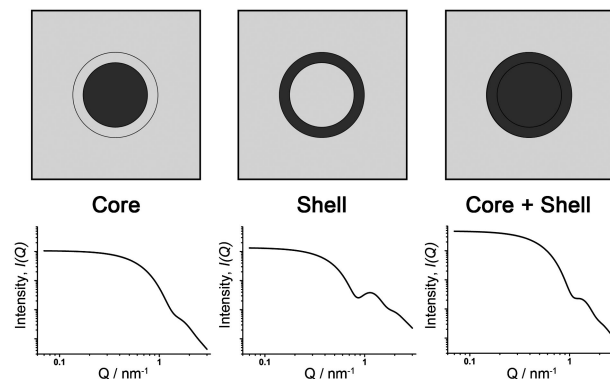 Core
Shell
Core + Shell
Intensity, I(Q)
0.1
1
Q / nm⁻¹
Intensity, I(Q)
0.1
1
Q / nm⁻¹
Intensity, I(Q)
0.1
1
Q / nm⁻¹